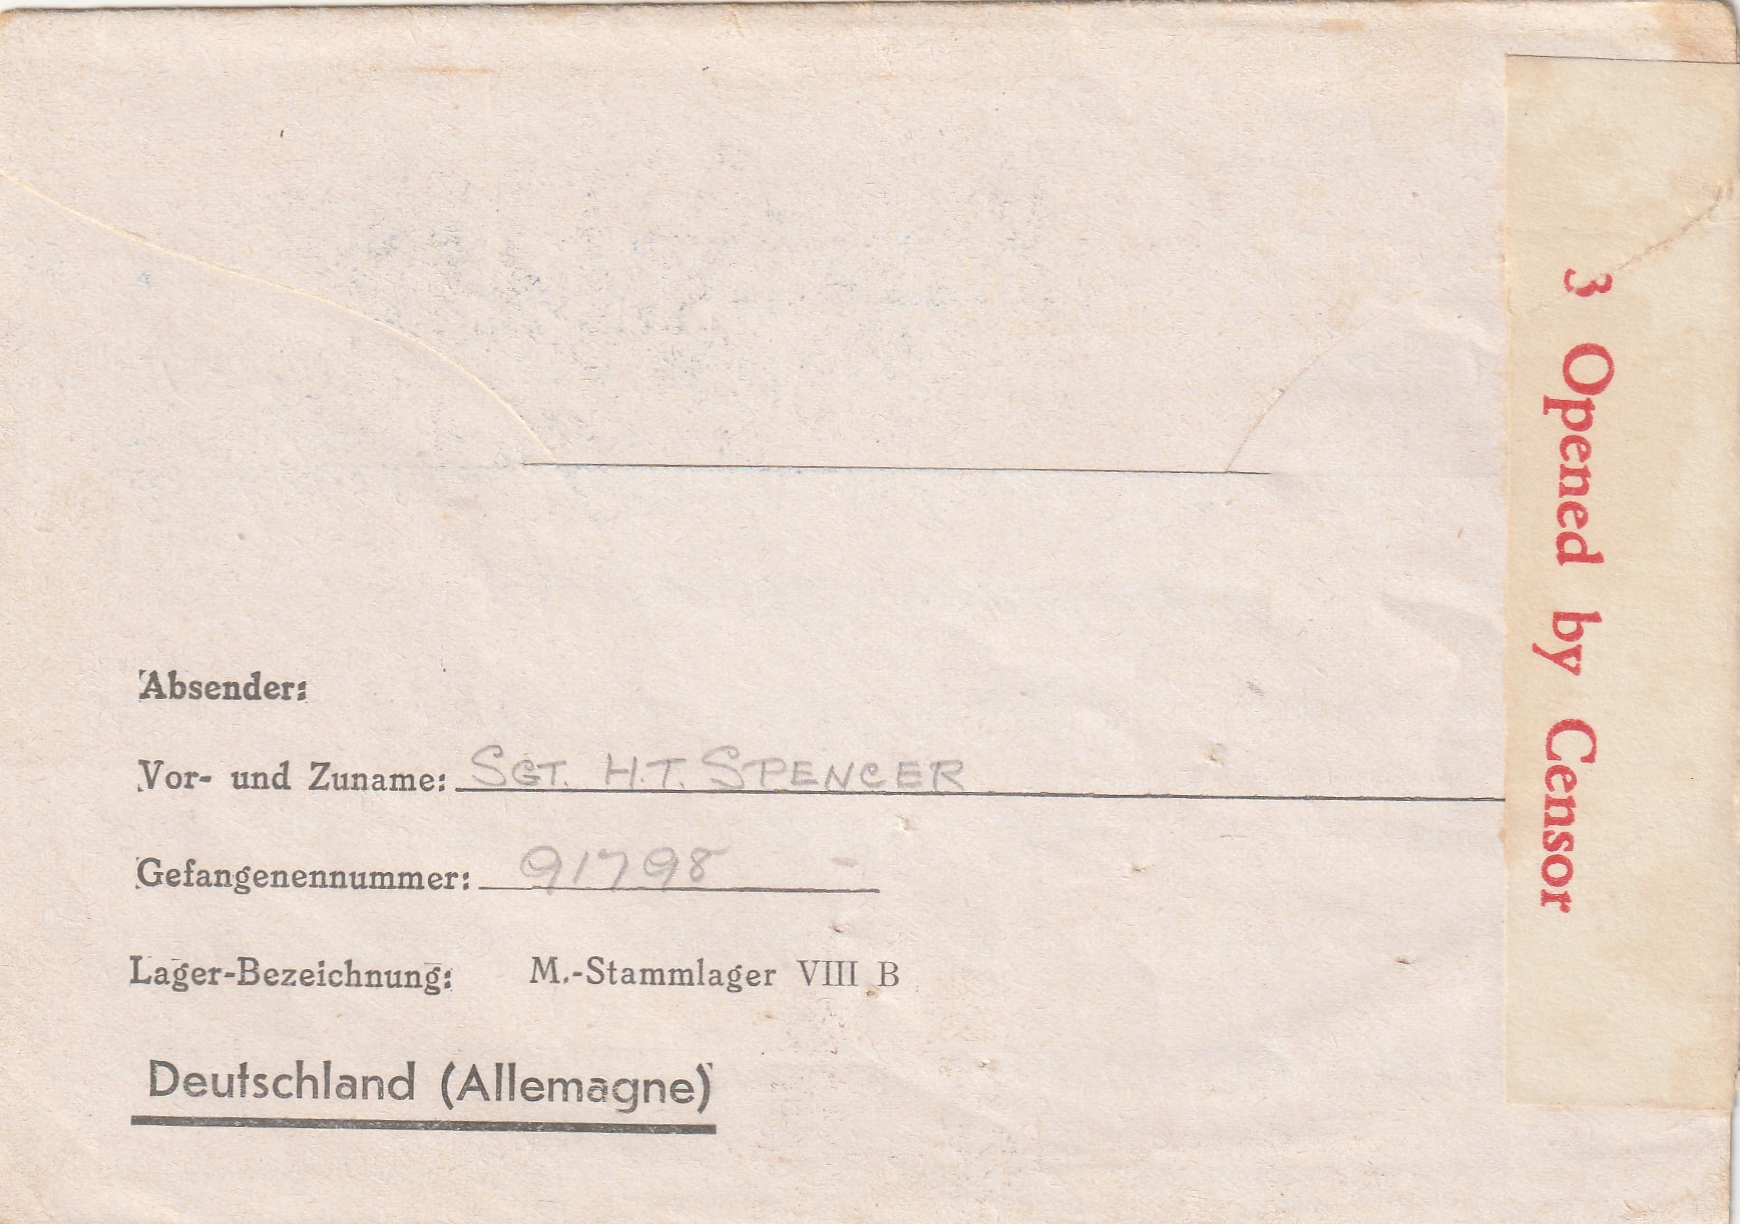 Absender:
Vor- und Zuname: SGT. H.T. SPENCER
Gefangenennummer: 91798
Lager-Bezeichnung: M.-Stammlager VIII B
Deutschland (Allemagne)
3 Opened by Censor